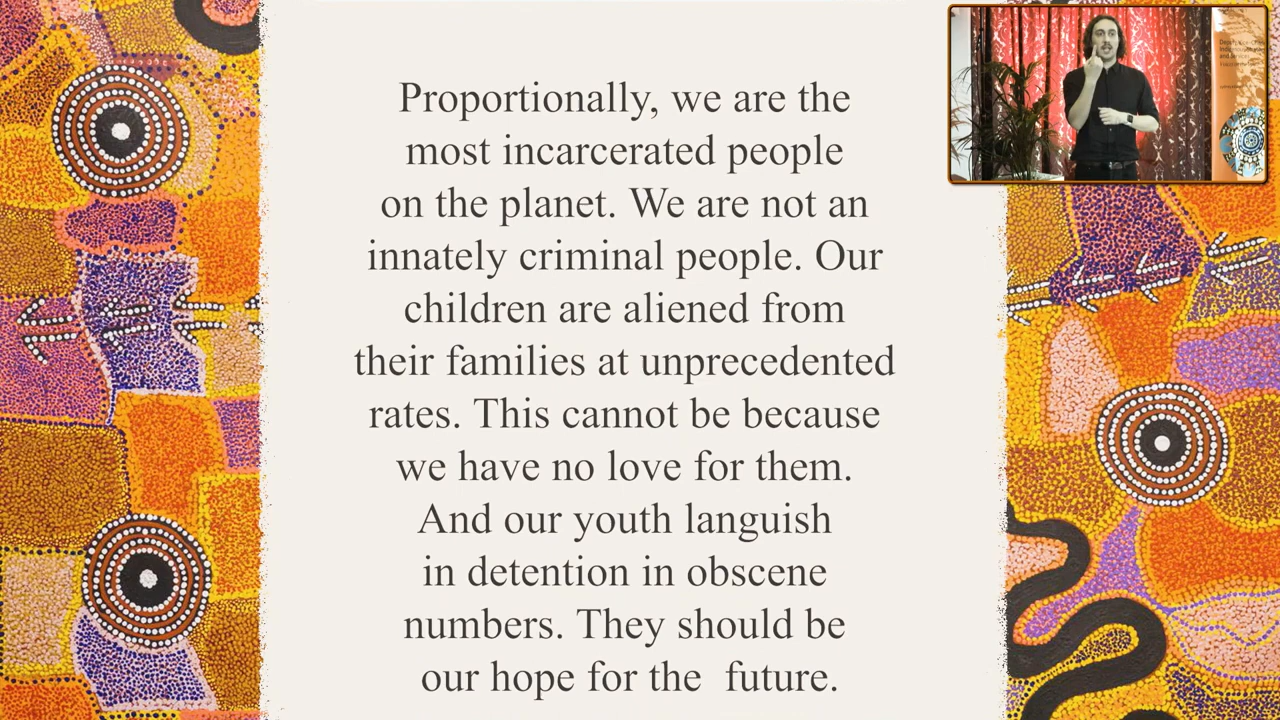 Proportionally, we are the
most incarcerated people
on the planet. We are not an
innately criminal people. Our
children are aliened from
their families at unprecedented
rates. This cannot be because
we have no love for them.
And our youth languish
in detention in obscene
numbers. They should be
our hope for the  future.